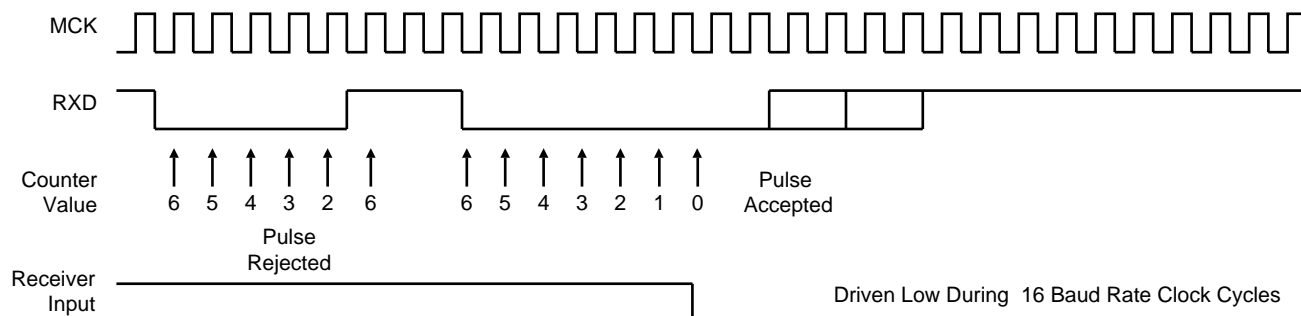 MCK
RXD
Counter
Value
6 5 4 3 2 6 6 5 4 3 2 1 0
Pulse
Accepted
Pulse
Rejected
Receiver
Input
Driven Low During 16 Baud Rate Clock Cycles